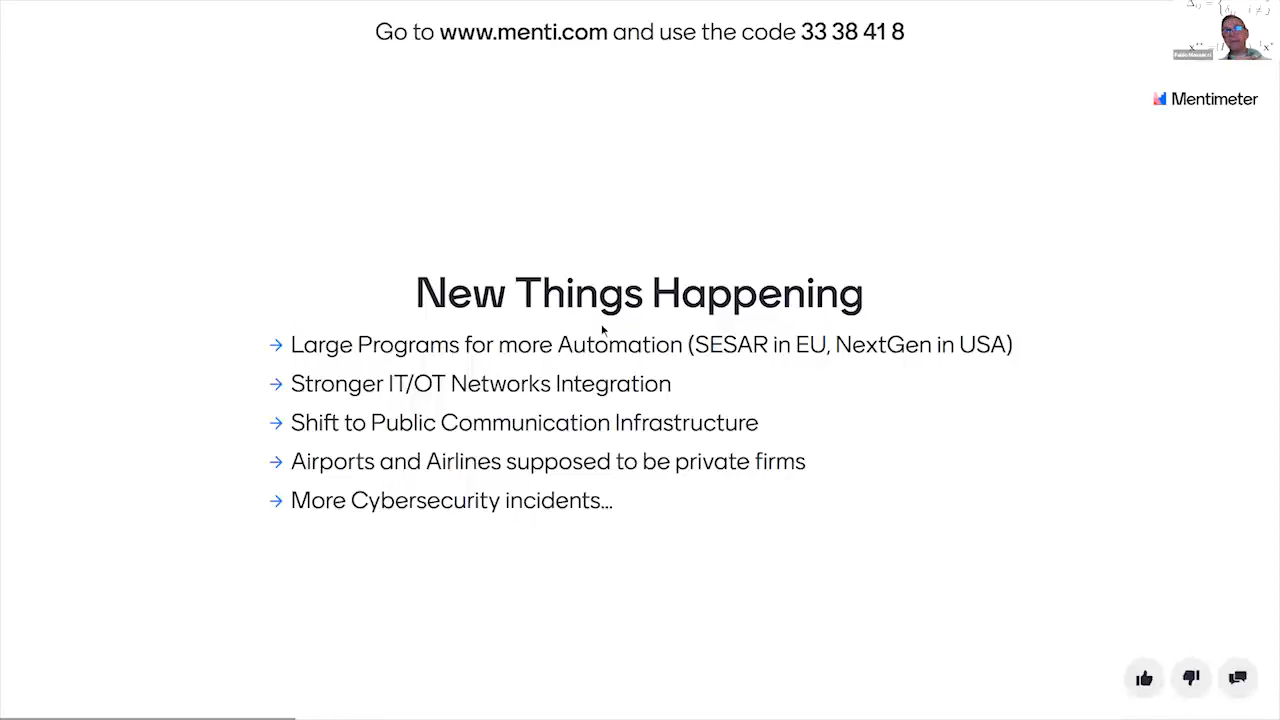 Go to www.menti.com and use the code 33 38 41 8
Mentimeter
New Things Happening
→ Large Programs for more Automation (SESAR in EU, NextGen in USA)
→ Stronger IT/OT Networks Integration
→ Shift to Public Communication Infrastructure
→ Airports and Airlines supposed to be private firms
→ More Cybersecurity incidents...